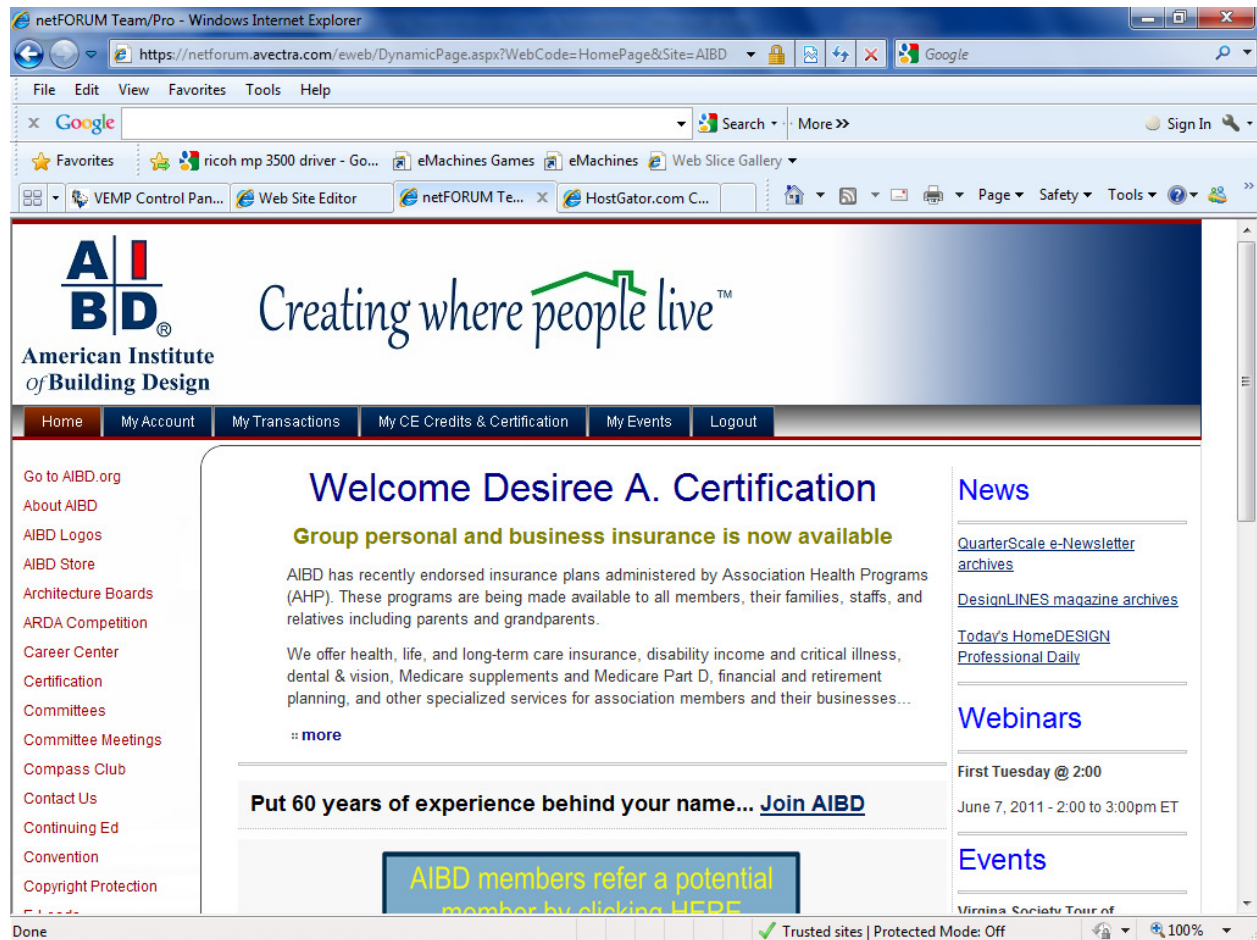 netFORUM Team/Pro - Windows Internet Explorer
https://netforum.avectra.com/eweb/DynamicPage.aspx?WebCode=HomePage&Site=AIBD
Google
File Edit View Favorites Tools Help
x Google Search More >> Sign In
Favorites ricoh mp 3500 driver - Go... eMachines Games eMachines Web Slice Gallery
VEMP Control Pan... Web Site Editor netFORUM Te... X HostGator.com C... Page Safety Tools
A I
B D ®
American Institute
of Building Design
Creating where people live™
Home My Account My Transactions My CE Credits & Certification My Events Logout
Go to AIBD.org
About AIBD
AIBD Logos
AIBD Store
Architecture Boards
ARDA Competition
Career Center
Certification
Committees
Committee Meetings
Compass Club
Contact Us
Continuing Ed
Convention
Copyright Protection
Welcome Desiree A. Certification
Group personal and business insurance is now available
AIBD has recently endorsed insurance plans administered by Association Health Programs
(AHP). These programs are being made available to all members, their families, staffs, and
relatives including parents and grandparents.
We offer health, life, and long-term care insurance, disability income and critical illness,
dental & vision, Medicare supplements and Medicare Part D, financial and retirement
planning, and other specialized services for association members and their businesses...
:: more
Put 60 years of experience behind your name... Join AIBD
AIBD members refer a potential
member by clicking HERE
News
QuarterScale e-Newsletter
archives
DesignLINES magazine archives
Today's HomeDESIGN
Professional Daily
Webinars
First Tuesday @ 2:00
June 7, 2011 - 2:00 to 3:00pm ET
Events
Virgina Society Tour of
Done Trusted sites | Protected Mode: Off 100%